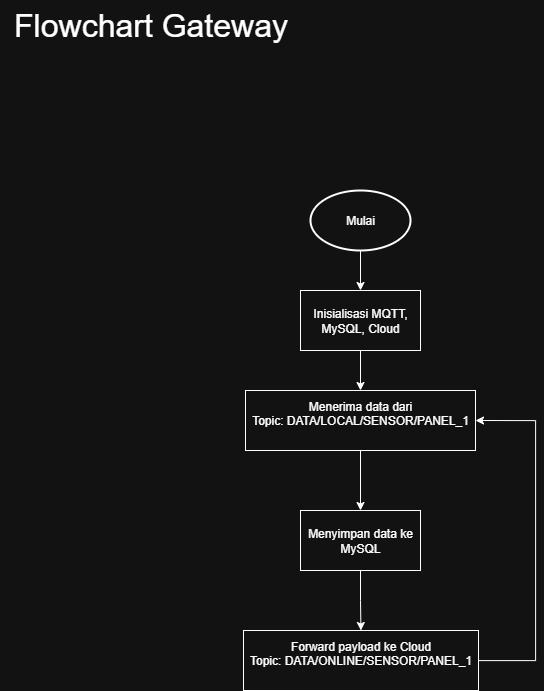 Flowchart Gateway
Mulai
Inisialisasi MQTT,
MySQL, Cloud
Menerima data dari
Topic: DATA/LOCAL/SENSOR/PANEL_1
Menyimpan data ke
MySQL
Forward payload ke Cloud
Topic: DATA/ONLINE/SENSOR/PANEL_1